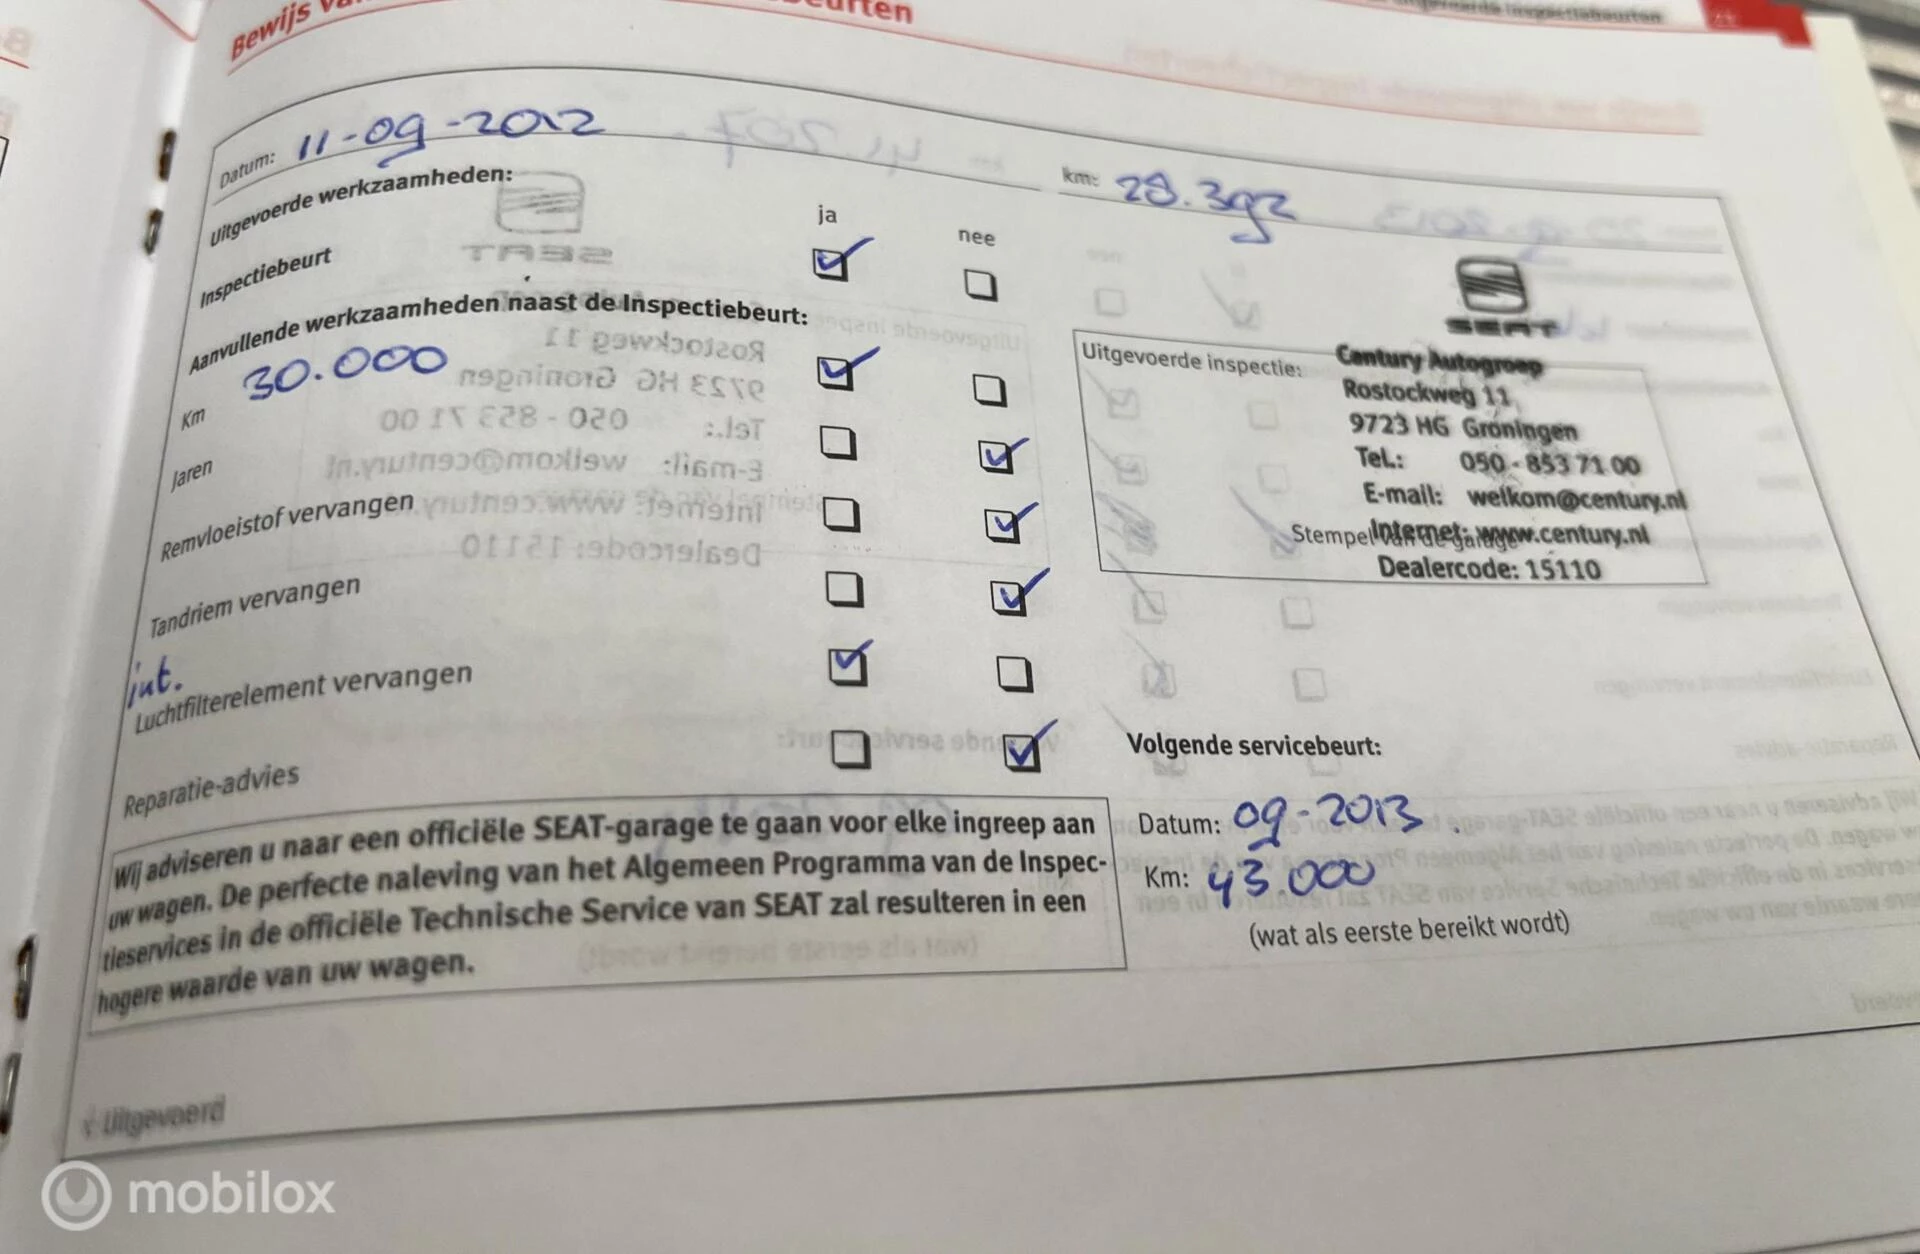 Bewijs
beurten
Datum: 11-09-2012
km: 28.392
Uitgevoerde werkzaamheden:
ja
nee
Inspectiebeurt
Aanvullende werkzaamheden naast de Inspectiebeurt:
Km 30.000
Jaren
Remvloeistof vervangen
Tandriem vervangen
int.
Luchtfilterelement vervangen
Reparatie-advies
SEAT
Uitgevoerde inspectie:
Century Autogroep
Rostockweg 11
9723 HG Groningen
Tel.: 050 - 853 71 00
E-mail: welkom@century.nl
Internet: www.century.nl
Stempel van de garage
Dealercode: 15110
Volgende servicebeurt:
Datum: 09-2013.
Km: 43.000
(wat als eerste bereikt wordt)
Wij adviseren u naar een officiële SEAT-garage te gaan voor elke ingreep aan
uw wagen. De perfecte naleving van het Algemeen Programma van de Inspec-
tieservices in de officiële Technische Service van SEAT zal resulteren in een
hogere waarde van uw wagen.
√ Uitgevoerd
mobilox